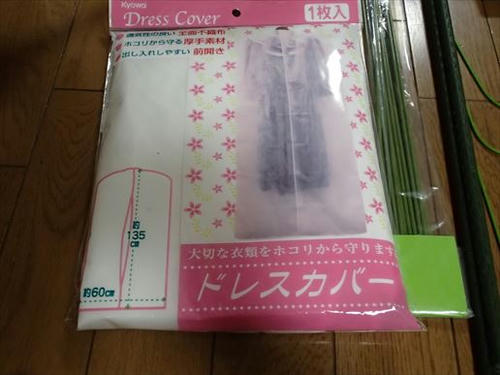 Kyowa
Dress Cover
1枚入
通気性の良い 全面不織布
ホコリから守る 厚手素材
出し入れしやすい 前開き
約
135
cm
約60cm
大切な衣類をホコリから守ります
ドレスカバー